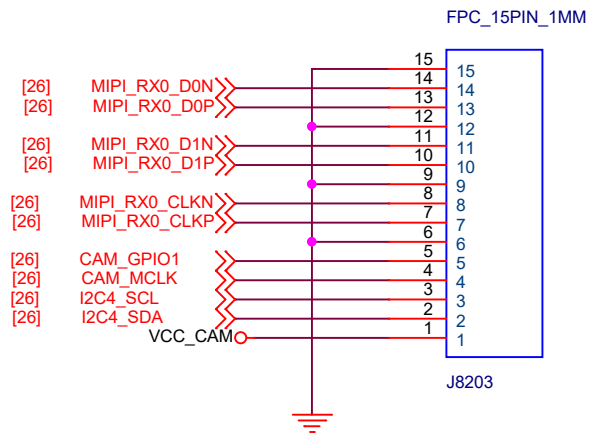 FPC_15PIN_1MM
15 15
[26] MIPI_RX0_D0N 14 14
[26] MIPI_RX0_D0P 13 13
12 12
[26] MIPI_RX0_D1N 11 11
[26] MIPI_RX0_D1P 10 10
9 9
[26] MIPI_RX0_CLKN 8 8
[26] MIPI_RX0_CLKP 7 7
6 6
[26] CAM_GPIO1 5 5
[26] CAM_MCLK 4 4
[26] I2C4_SCL 3 3
[26] I2C4_SDA 2 2
VCC_CAM 1 1
J8203